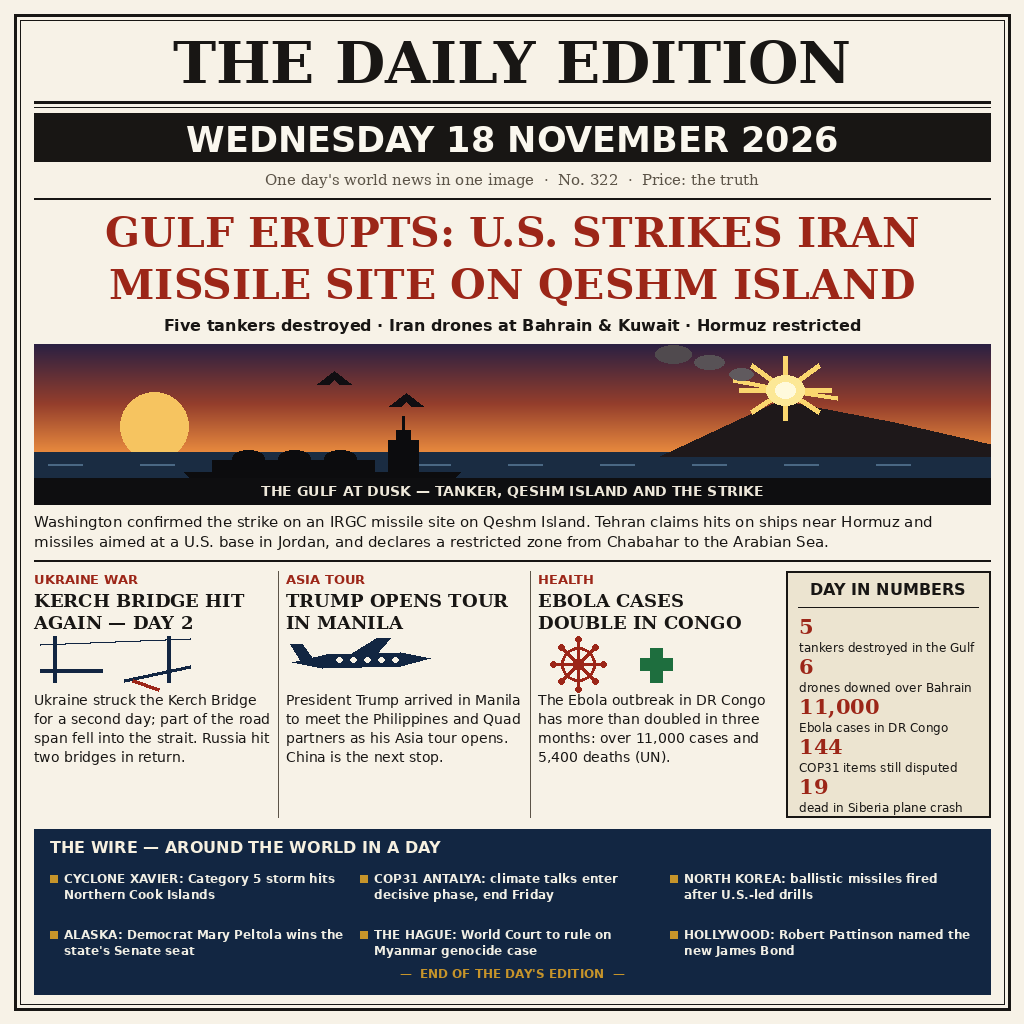 THE DAILY EDITION
WEDNESDAY 18 NOVEMBER 2026
One day's world news in one image · No. 322 · Price: the truth
GULF ERUPTS: U.S. STRIKES IRAN
MISSILE SITE ON QESHM ISLAND
Five tankers destroyed · Iran drones at Bahrain & Kuwait · Hormuz restricted
THE GULF AT DUSK — TANKER, QESHM ISLAND AND THE STRIKE
Washington confirmed the strike on an IRGC missile site on Qeshm Island. Tehran claims hits on ships near Hormuz and
missiles aimed at a U.S. base in Jordan, and declares a restricted zone from Chabahar to the Arabian Sea.
UKRAINE WAR
KERCH BRIDGE HIT
AGAIN — DAY 2
Ukraine struck the Kerch Bridge
for a second day; part of the road
span fell into the strait. Russia hit
two bridges in return.
ASIA TOUR
TRUMP OPENS TOUR
IN MANILA
President Trump arrived in Manila
to meet the Philippines and Quad
partners as his Asia tour opens.
China is the next stop.
HEALTH
EBOLA CASES
DOUBLE IN CONGO
The Ebola outbreak in DR Congo
has more than doubled in three
months: over 11,000 cases and
5,400 deaths (UN).
DAY IN NUMBERS
5
tankers destroyed in the Gulf
6
drones downed over Bahrain
11,000
Ebola cases in DR Congo
144
COP31 items still disputed
19
dead in Siberia plane crash
THE WIRE — AROUND THE WORLD IN A DAY
CYCLONE XAVIER: Category 5 storm hits
Northern Cook Islands
COP31 ANTALYA: climate talks enter
decisive phase, end Friday
NORTH KOREA: ballistic missiles fired
after U.S.-led drills
ALASKA: Democrat Mary Peltola wins the
state's Senate seat
THE HAGUE: World Court to rule on
Myanmar genocide case
HOLLYWOOD: Robert Pattinson named the
new James Bond
— END OF THE DAY'S EDITION —